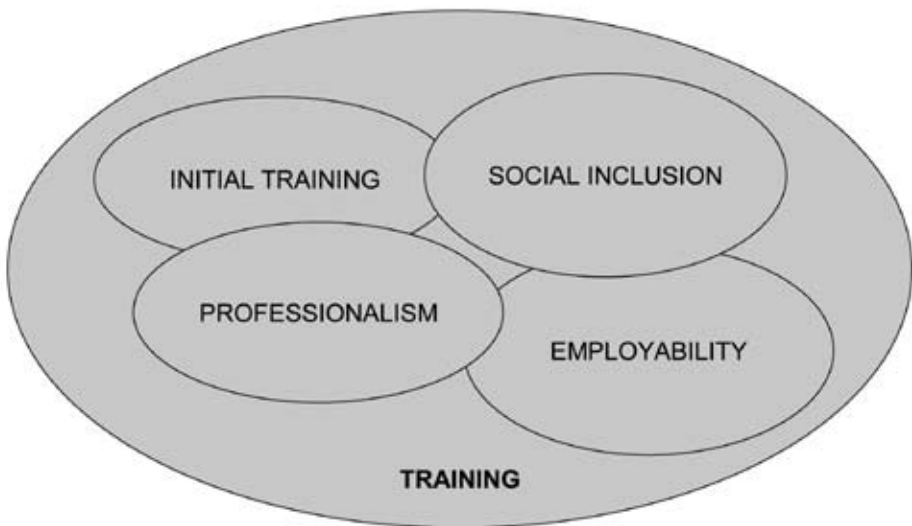 INITIAL TRAINING
SOCIAL INCLUSION
PROFESSIONALISM
EMPLOYABILITY
TRAINING